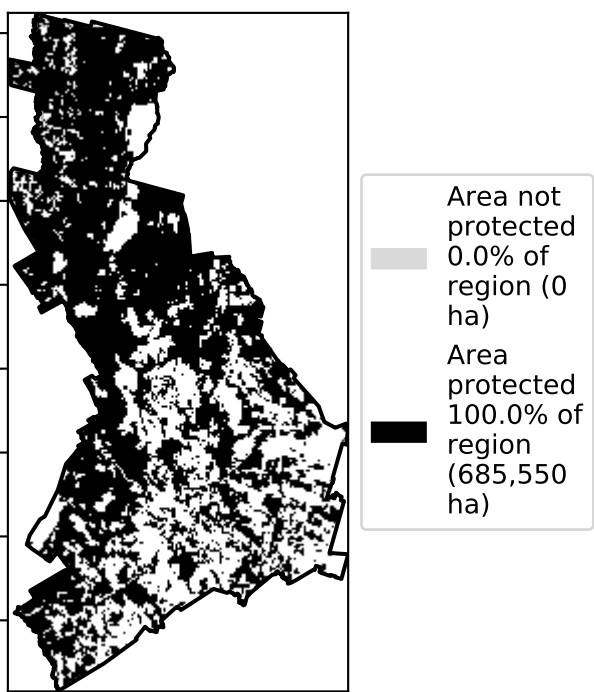 Area not
protected
0.0% of
region (0
ha)
Area
protected
100.0% of
region
(685,550
ha)